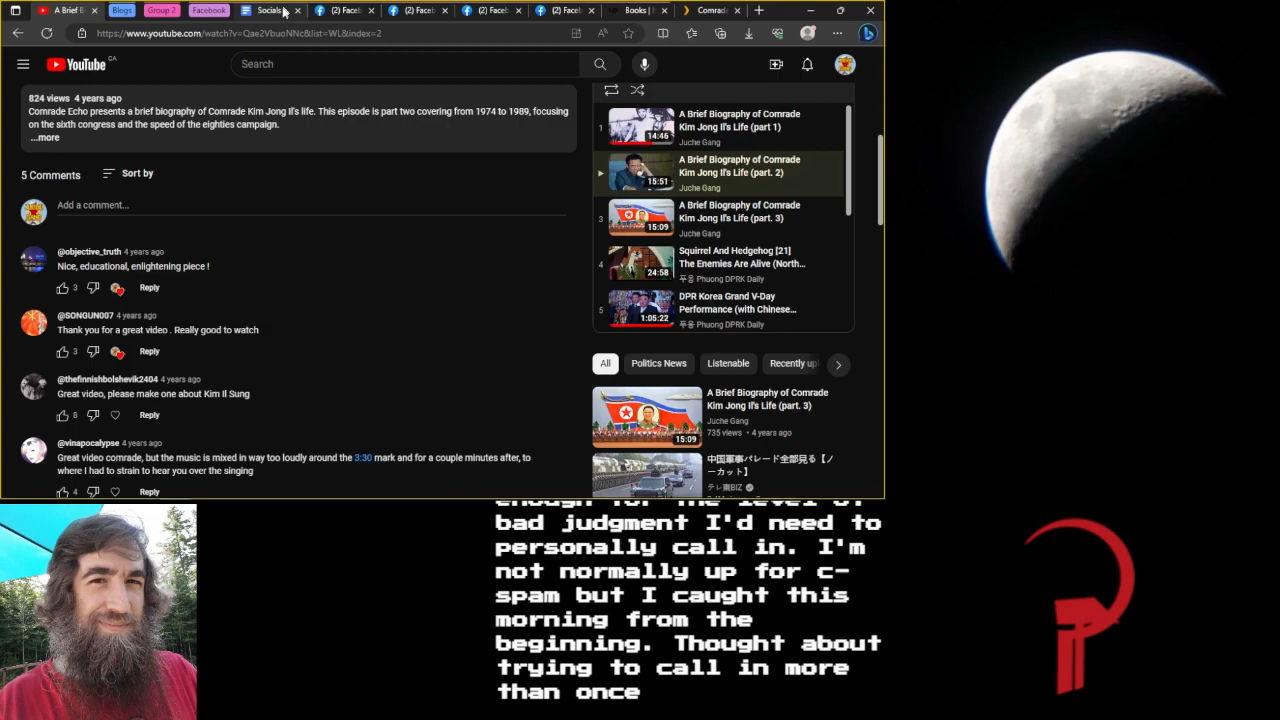 A Brief B
Blogs
Group 2
Facebook
Socials
(2) Faceb
(2) Faceb
(2) Faceb
(2) Faceb
Books |
Comrade
https://www.youtube.com/watch?v=Qae2VbuoNNc&list=WL&index=2
YouTube CA
Search
824 views 4 years ago
Comrade Echo presents a brief biography of Comrade Kim Jong Il's life. This episode is part two covering from 1974 to 1989, focusing
on the sixth congress and the speed of the eighties campaign.
...more
5 Comments
Sort by
Add a comment...
@objective_truth 4 years ago
Nice, educational, enlightening piece !
3 Reply
@SONGUN007 4 years ago
Thank you for a great video . Really good to watch
3 Reply
@thefinnishbolshevik2404 4 years ago
Great video, please make one about Kim Il Sung
8 Reply
@vinapocalypse 4 years ago
Great video comrade, but the music is mixed in way too loudly around the 3:30 mark and for a couple minutes after, to
where I had to strain to hear you over the singing
4 Reply
1
14:46
A Brief Biography of Comrade
Kim Jong Il's Life (part 1)
Juche Gang
15:51
A Brief Biography of Comrade
Kim Jong Il's Life (part. 2)
Juche Gang
3
15:09
A Brief Biography of Comrade
Kim Jong Il's Life (part. 3)
Juche Gang
4
24:58
Squirrel And Hedgehog [21]
The Enemies Are Alive (North...
푸옹 Phuong DPRK Daily
5
1:05:22
DPR Korea Grand V-Day
Performance (with Chinese...
푸옹 Phuong DPRK Daily
All
Politics News
Listenable
Recently up
15:09
A Brief Biography of Comrade
Kim Jong Il's Life (part. 3)
Juche Gang
735 views • 4 years ago
中国軍事パレード全部見る【ノ
ーカット】
テレ東BIZ
enough for the level of
bad judgment I'd need to
personally call in. I'm
not normally up for c-
spam but I caught this
morning from the
beginning. Thought about
trying to call in more
than once